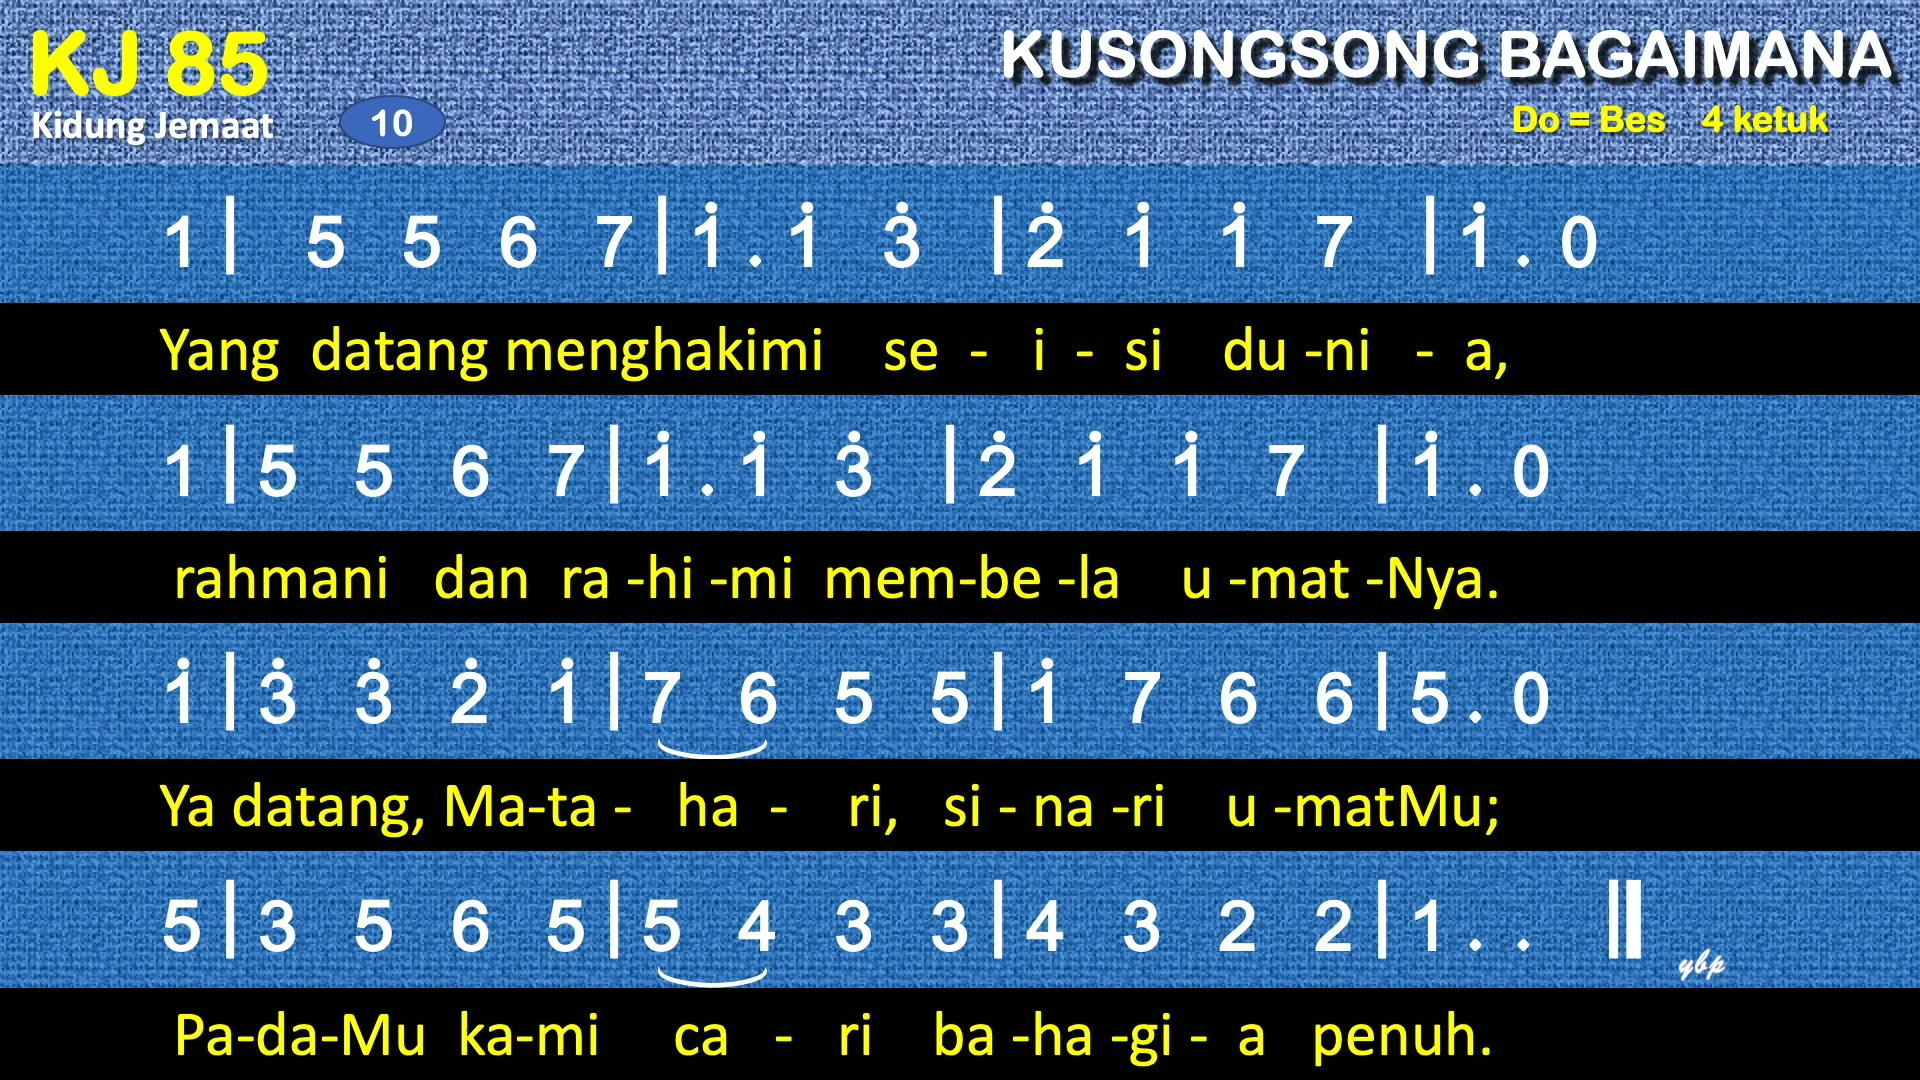 KJ 85
KUSONGSONG BAGAIMANA
Kidung Jemaat
10
Do = Bes 4 ketuk
1| 5 5 6 7|1̇ . 1̇ 3̇ |2̇ 1̇ 1̇ 7 |1̇ . 0
Yang datang menghakimi se - i - si du -ni - a,
1|5 5 6 7|1̇ . 1̇ 3̇ |2̇ 1̇ 1̇ 7 |1̇ . 0
rahmani dan ra -hi -mi mem-be -la u -mat -Nya.
1̇|3̇ 3̇ 2̇ 1̇|7 6 5 5|1̇ 7 6 6|5 . 0
Ya datang, Ma-ta - ha - ri, si - na -ri u -matMu;
5|3 5 6 5|5 4 3 3|4 3 2 2|1 . . ||
ybp
Pa-da-Mu ka-mi ca - ri ba -ha -gi - a penuh.